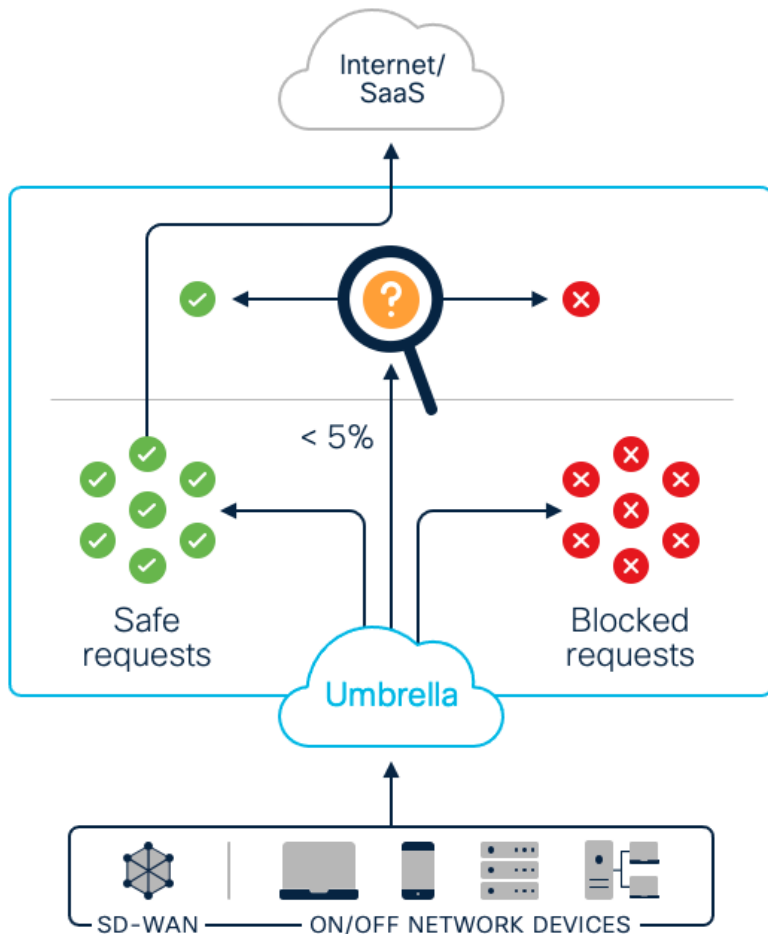 Internet/
SaaS
?
< 5%
Safe
requests
Blocked
requests
Umbrella
SD-WAN
ON/OFF NETWORK DEVICES